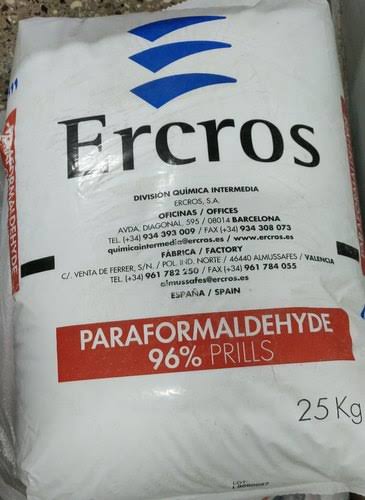 Ercros
DIVISIÓN QUÍMICA INTERMEDIA
ERCROS, S.A.
OFICINAS / OFFICES
AVDA. DIAGONAL, 595 / 08014 BARCELONA
TEL. (+34) 934 393 009 / FAX (+34) 934 308 073
quimicaintermedia@ercros.es / www.ercros.es
FÁBRICA / FACTORY
C/. VENTA DE FERRER, S/N. / POL. IND. NORTE / 46440 ALMUSSAFES / VALENCIA
TEL. (+34) 961 782 250 / FAX (+34) 961 784 055
almussafes@ercros.es
ESPAÑA / SPAIN
PARAFORMALDEHYDE
96% PRILLS
25 Kg
LOT: